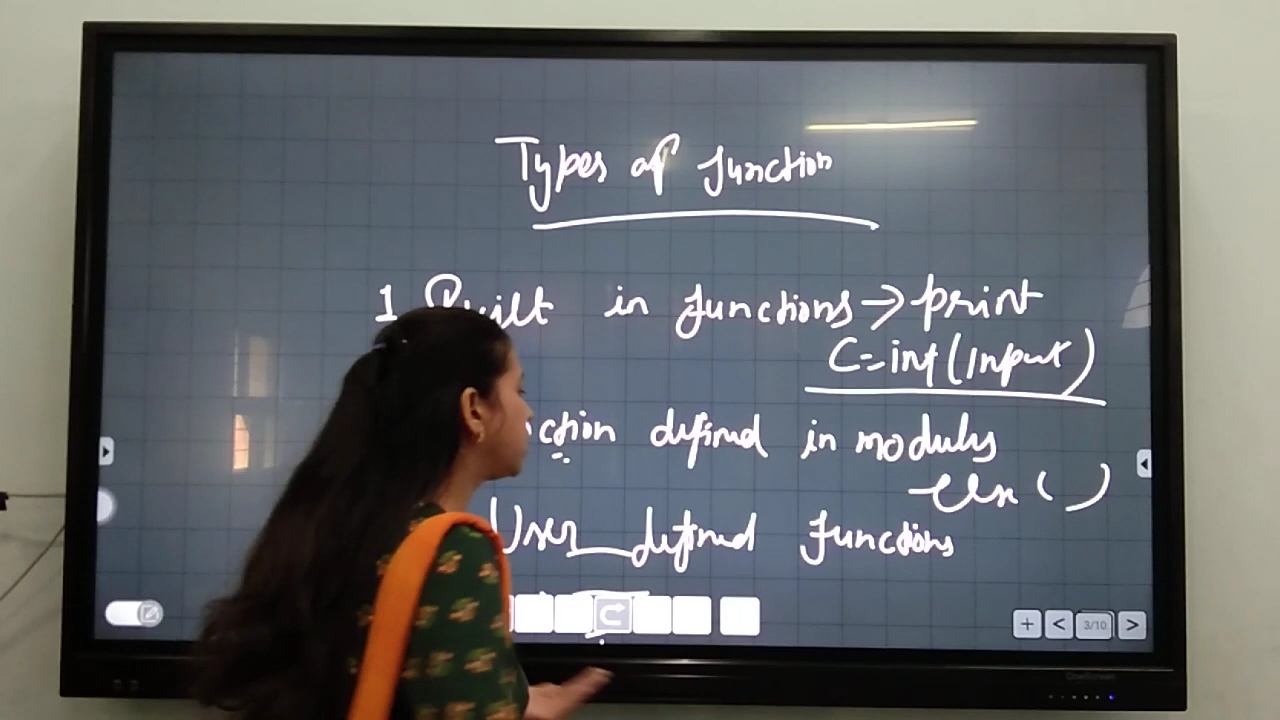 Types of function
1 Built in functions → print
C=int(Input)
ction defined in modules
User defined functions
3/10